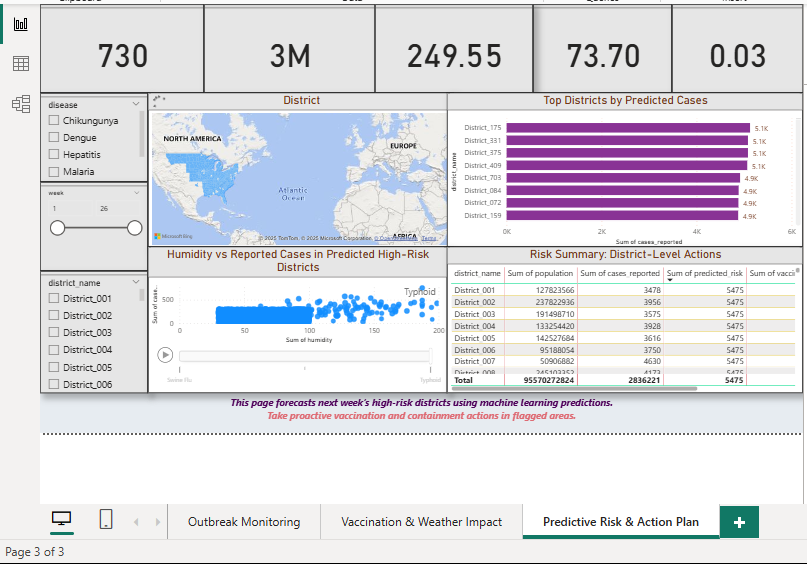 730
3M
249.55
73.70
0.03
disease
Chikungunya
Dengue
Hepatitis
Malaria
week
1
26
district_name
District_001
District_002
District_003
District_004
District_005
District_006
District
NORTH AMERICA
EUROPE
Atlantic
Ocean
AFRICA
Microsoft Bing
© 2025 TomTom, © 2025 Microsoft Corporation, © OpenStreetMap, Terms
Top Districts by Predicted Cases
district_name
District_175 5.1K
District_331 5.1K
District_375 5.1K
District_409 5.1K
District_703 4.9K
District_084 4.9K
District_072 4.9K
District_159 4.9K
0K 2K 4K 6K
Sum of cases_reported
Humidity vs Reported Cases in Predicted High-Risk
Districts
Typhoid
Sum of case...
500
0
0 50 100 150 200
Sum of humidity
Swine Flu
Typhoid
Risk Summary: District-Level Actions
district_name Sum of population Sum of cases_reported Sum of predicted_risk Sum of vacci
District_001 127823566 3478 5475
District_002 237822936 3956 5475
District_003 191498710 3575 5475
District_004 133254420 3928 5475
District_005 142527684 3616 5475
District_006 95188054 3750 5475
District_007 50906882 4630 5475
District_008 245103352 4173 5475
Total 95570272824 2836221 5475
This page forecasts next week's high-risk districts using machine learning predictions.
Take proactive vaccination and containment actions in flagged areas.
Outbreak Monitoring
Vaccination & Weather Impact
Predictive Risk & Action Plan
+
Page 3 of 3